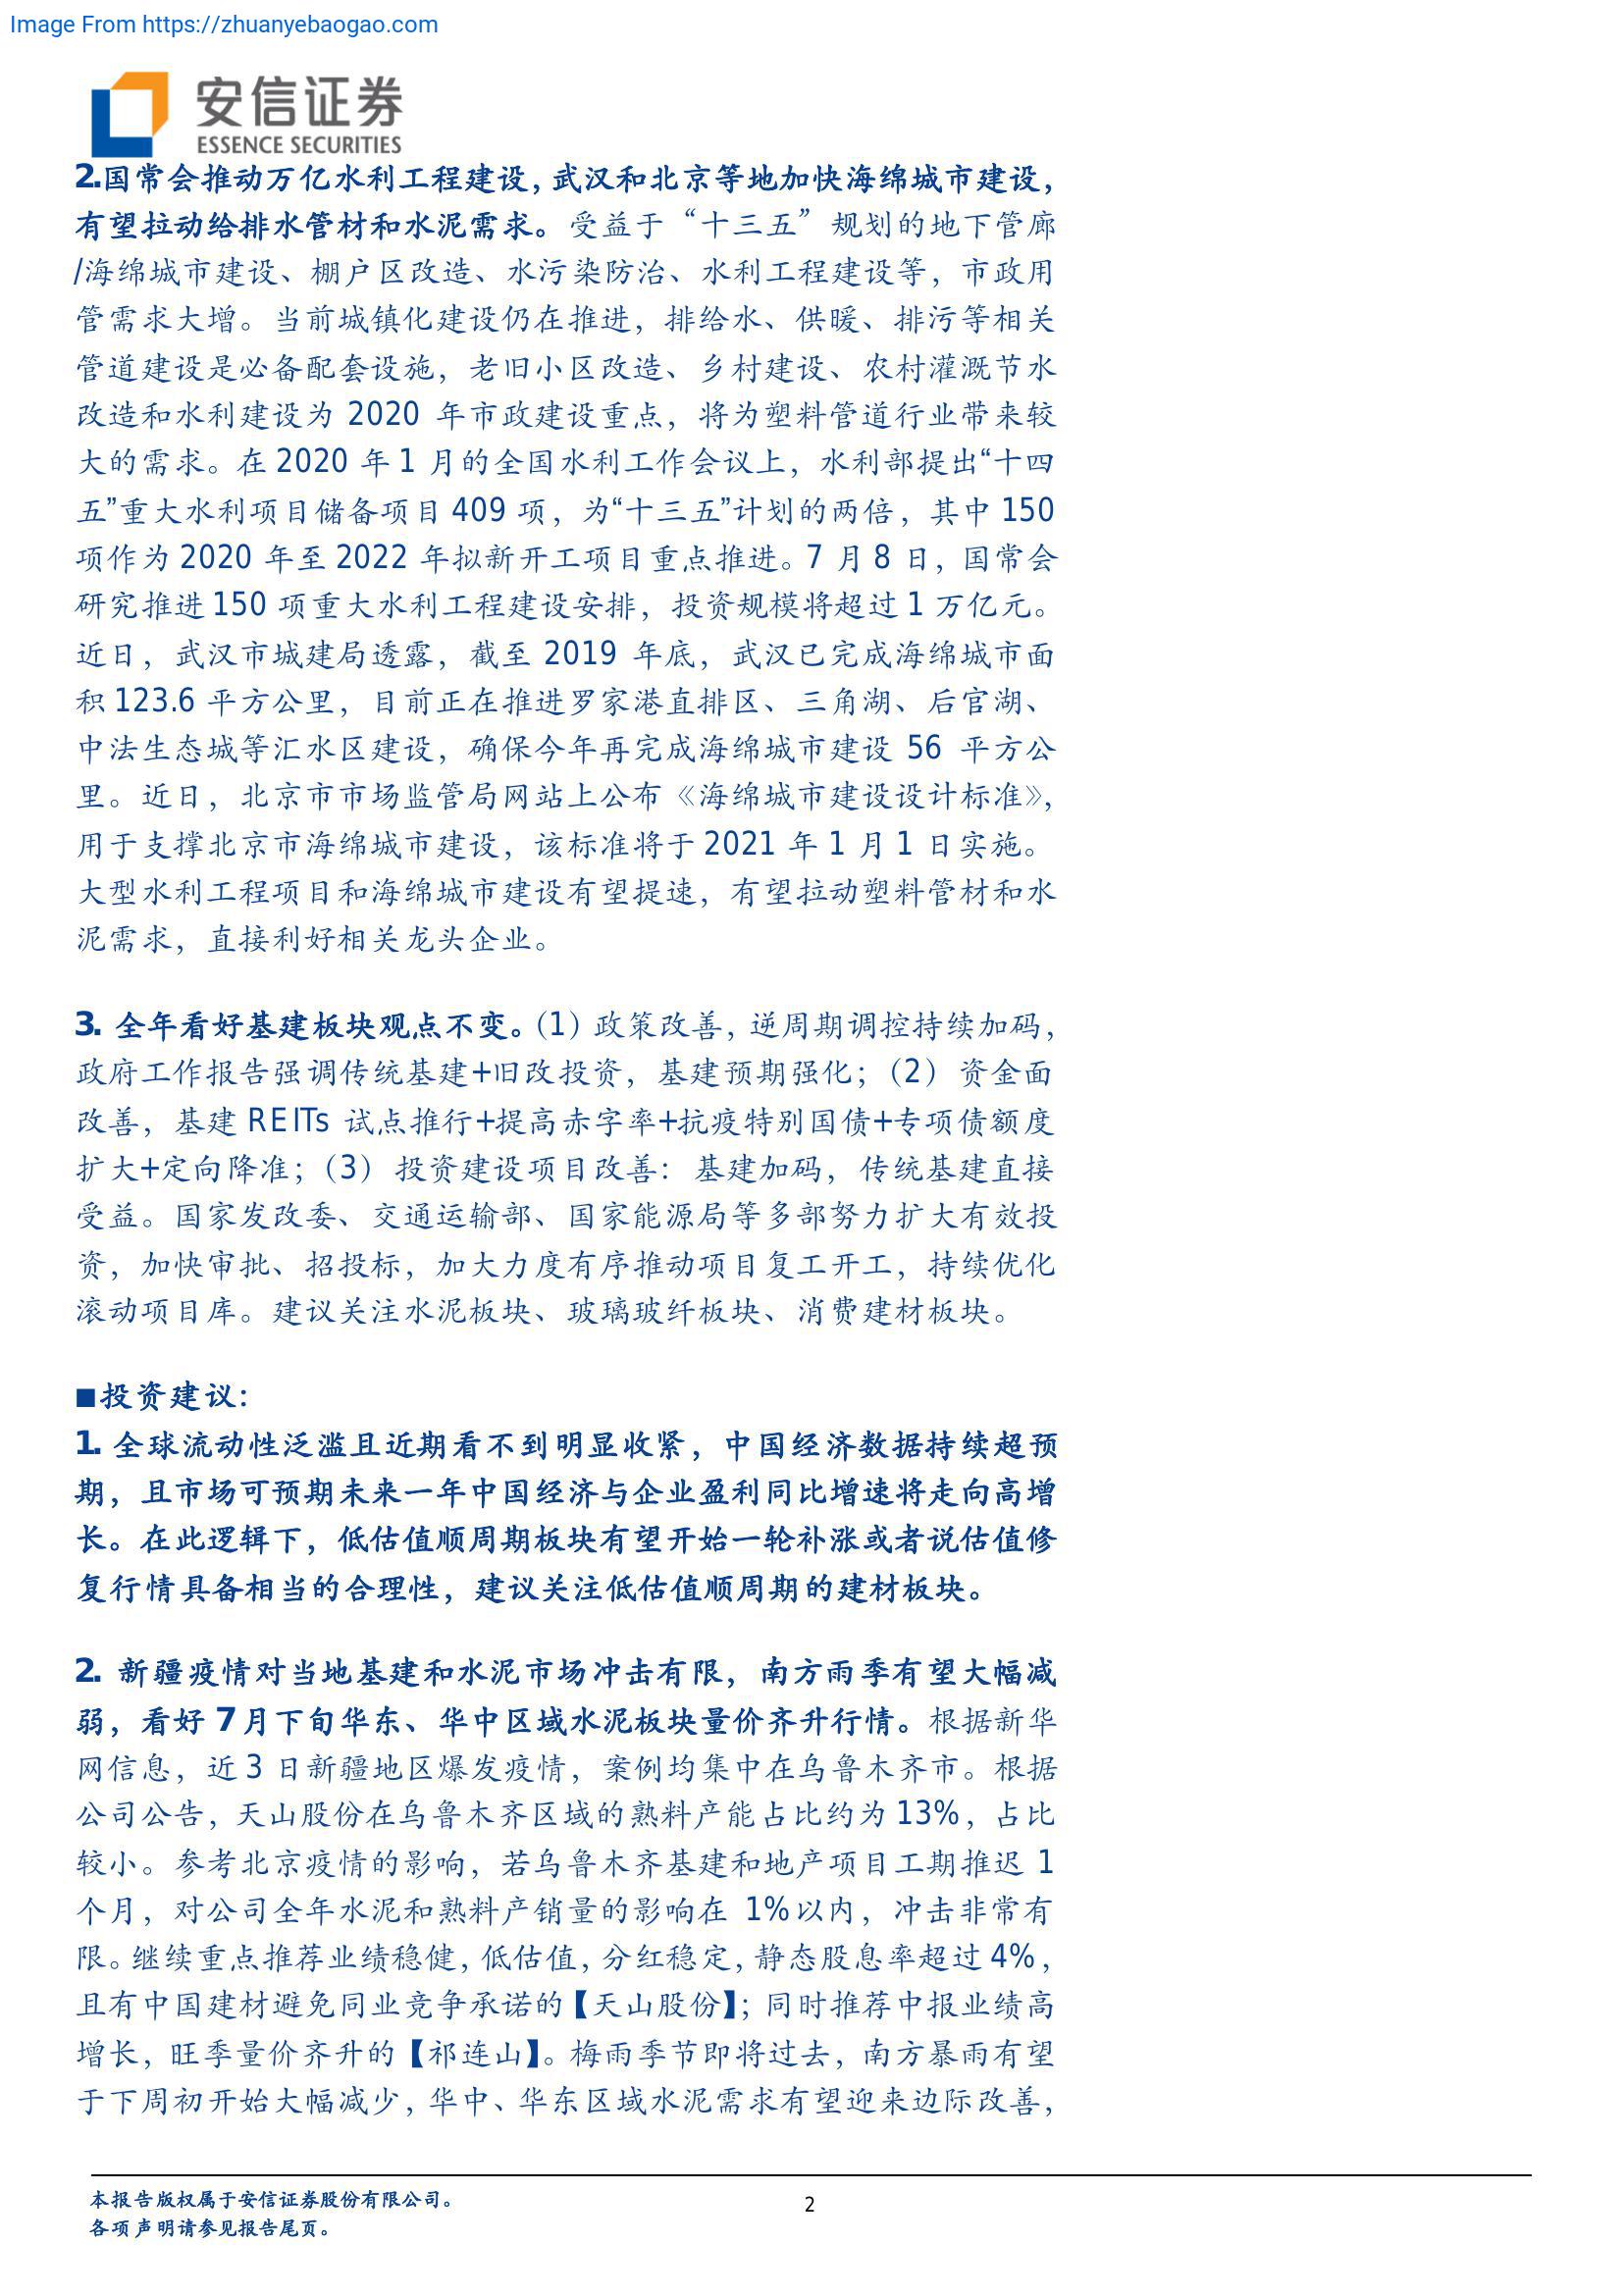 Image From https://zhuanyebaogao.com
安信证券
ESSENCE SECURITIES
2.国常会推动万亿水利工程建设，武汉和北京等地加快海绵城市建设，
有望拉动给排水管材和水泥需求。受益于“十三五”规划的地下管廊
/海绵城市建设、棚户区改造、水污染防治、水利工程建设等，市政用
管需求大增。当前城镇化建设仍在推进，排给水、供暖、排污等相关
管道建设是必备配套设施，老旧小区改造、乡村建设、农村灌溉节水
改造和水利建设为 2020 年市政建设重点，将为塑料管道行业带来较
大的需求。在 2020 年 1 月的全国水利工作会议上，水利部提出“十四
五”重大水利项目储备项目 409 项，为“十三五”计划的两倍，其中 150
项作为 2020 年至 2022 年拟新开工项目重点推进。7 月 8 日，国常会
研究推进 150 项重大水利工程建设安排，投资规模将超过 1 万亿元。
近日，武汉市城建局透露，截至 2019 年底，武汉已完成海绵城市面
积 123.6 平方公里，目前正在推进罗家港直排区、三角湖、后官湖、
中法生态城等汇水区建设，确保今年再完成海绵城市建设 56 平方公
里。近日，北京市市场监管局网站上公布《海绵城市建设设计标准》，
用于支撑北京市海绵城市建设，该标准将于 2021 年 1 月 1 日实施。
大型水利工程项目和海绵城市建设有望提速，有望拉动塑料管材和水
泥需求，直接利好相关龙头企业。
3. 全年看好基建板块观点不变。（1）政策改善，逆周期调控持续加码，
政府工作报告强调传统基建+旧改投资，基建预期强化；（2）资金面
改善，基建 REITs 试点推行+提高赤字率+抗疫特别国债+专项债额度
扩大+定向降准；（3）投资建设项目改善：基建加码，传统基建直接
受益。国家发改委、交通运输部、国家能源局等多部努力扩大有效投
资，加快审批、招投标，加大力度有序推动项目复工开工，持续优化
滚动项目库。建议关注水泥板块、玻璃玻纤板块、消费建材板块。
■投资建议：
1. 全球流动性泛滥且近期看不到明显收紧，中国经济数据持续超预
期，且市场可预期未来一年中国经济与企业盈利同比增速将走向高增
长。在此逻辑下，低估值顺周期板块有望开始一轮补涨或者说估值修
复行情具备相当的合理性，建议关注低估值顺周期的建材板块。
2. 新疆疫情对当地基建和水泥市场冲击有限，南方雨季有望大幅减
弱，看好 7 月下旬华东、华中区域水泥板块量价齐升行情。根据新华
网信息，近 3 日新疆地区爆发疫情，案例均集中在乌鲁木齐市。根据
公司公告，天山股份在乌鲁木齐区域的熟料产能占比约为 13%，占比
较小。参考北京疫情的影响，若乌鲁木齐基建和地产项目工期推迟 1
个月，对公司全年水泥和熟料产销量的影响在 1%以内，冲击非常有
限。继续重点推荐业绩稳健，低估值，分红稳定，静态股息率超过 4%，
且有中国建材避免同业竞争承诺的【天山股份】；同时推荐中报业绩高
增长，旺季量价齐升的【祁连山】。梅雨季节即将过去，南方暴雨有望
于下周初开始大幅减少，华中、华东区域水泥需求有望迎来边际改善，
本报告版权属于安信证券股份有限公司。
2
各项声明请参见报告尾页。